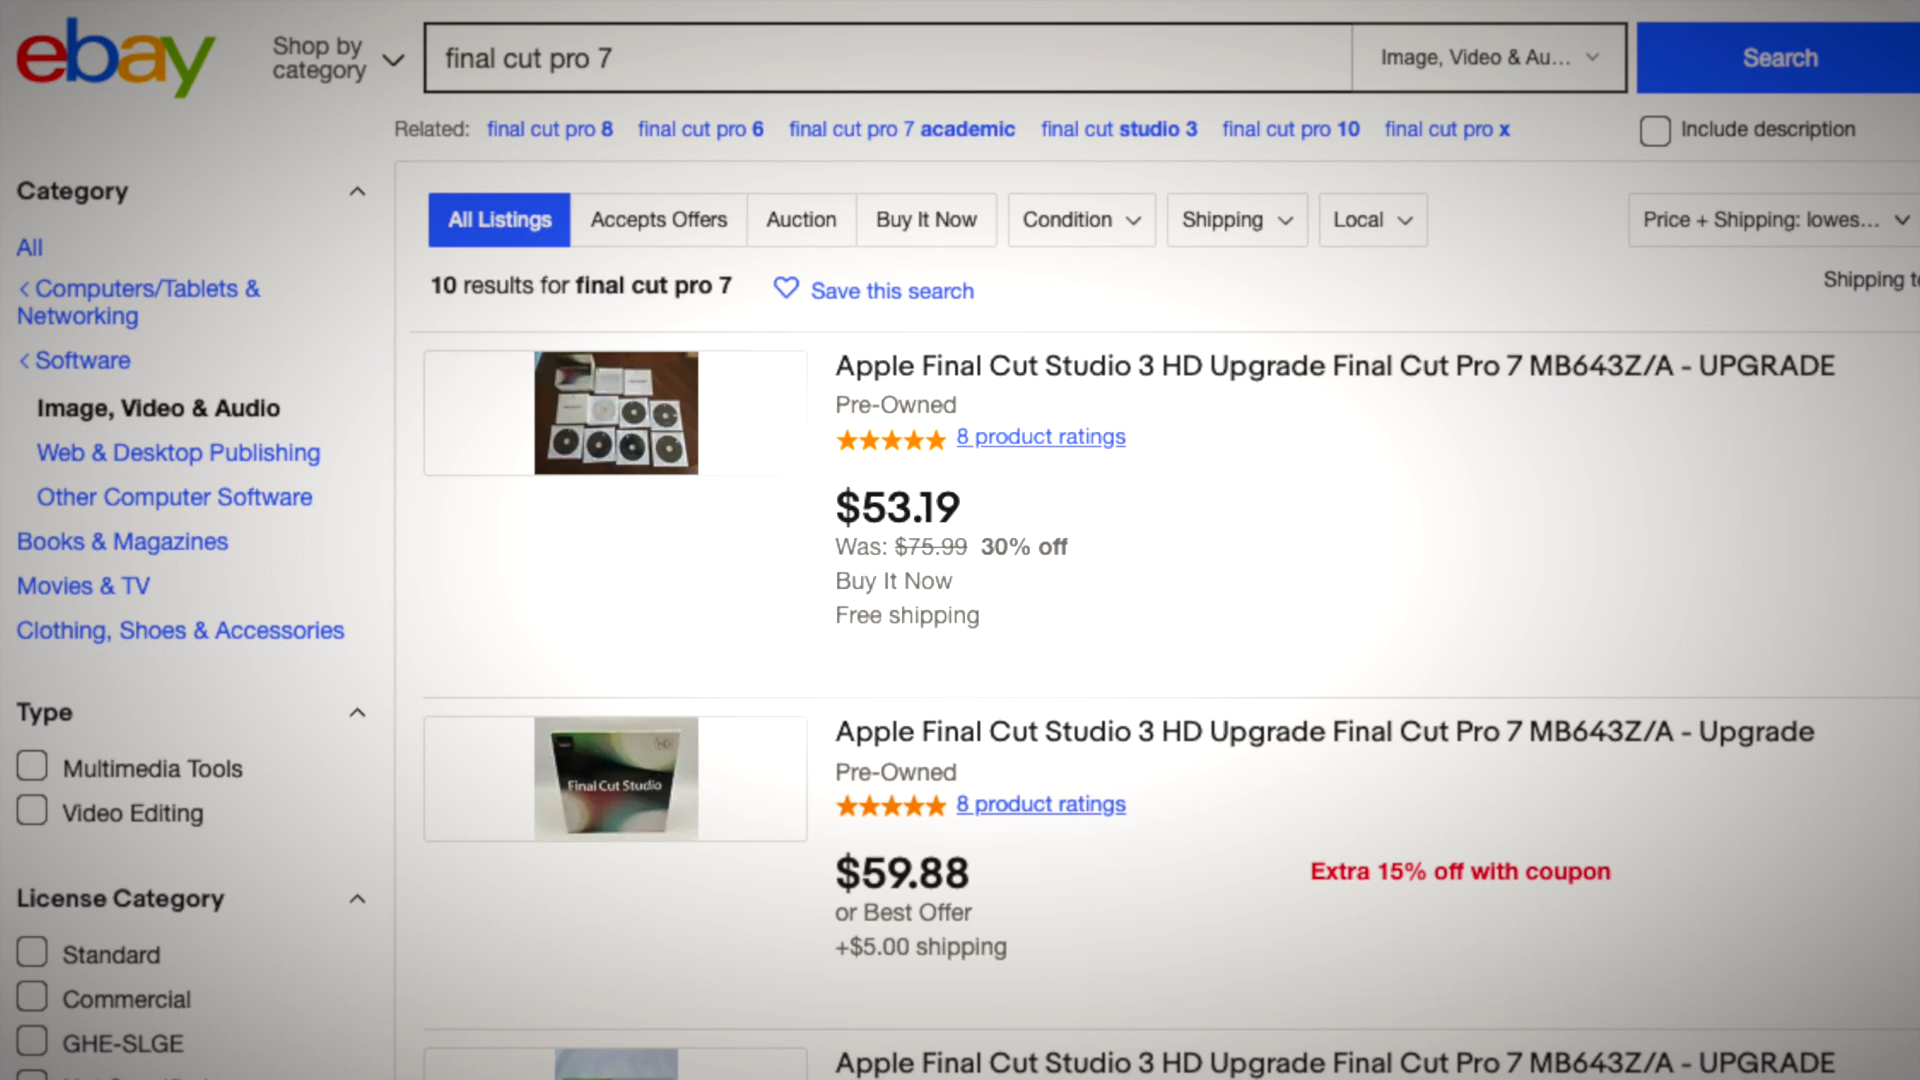 ebay
Shop by
category
final cut pro 7
Image, Video & Au...
Search
Related: final cut pro 8 final cut pro 6 final cut pro 7 academic final cut studio 3 final cut pro 10 final cut pro x
Include description
Category
All
Computers/Tablets &
Networking
Software
Image, Video & Audio
Web & Desktop Publishing
Other Computer Software
Books & Magazines
Movies & TV
Clothing, Shoes & Accessories
Type
Multimedia Tools
Video Editing
License Category
Standard
Commercial
GHE-SLGE
All Listings Accepts Offers Auction Buy It Now Condition Shipping Local Price + Shipping: lowes...
10 results for final cut pro 7 Save this search
Shipping
Apple Final Cut Studio 3 HD Upgrade Final Cut Pro 7 MB643Z/A - UPGRADE
Pre-Owned
8 product ratings
$53.19
Was: $75.99 30% off
Buy It Now
Free shipping
Final Cut Studio
HD
Apple Final Cut Studio 3 HD Upgrade Final Cut Pro 7 MB643Z/A - Upgrade
Pre-Owned
8 product ratings
$59.88
Extra 15% off with coupon
or Best Offer
+$5.00 shipping
Apple Final Cut Studio 3 HD Upgrade Final Cut Pro 7 MB643Z/A - UPGRADE